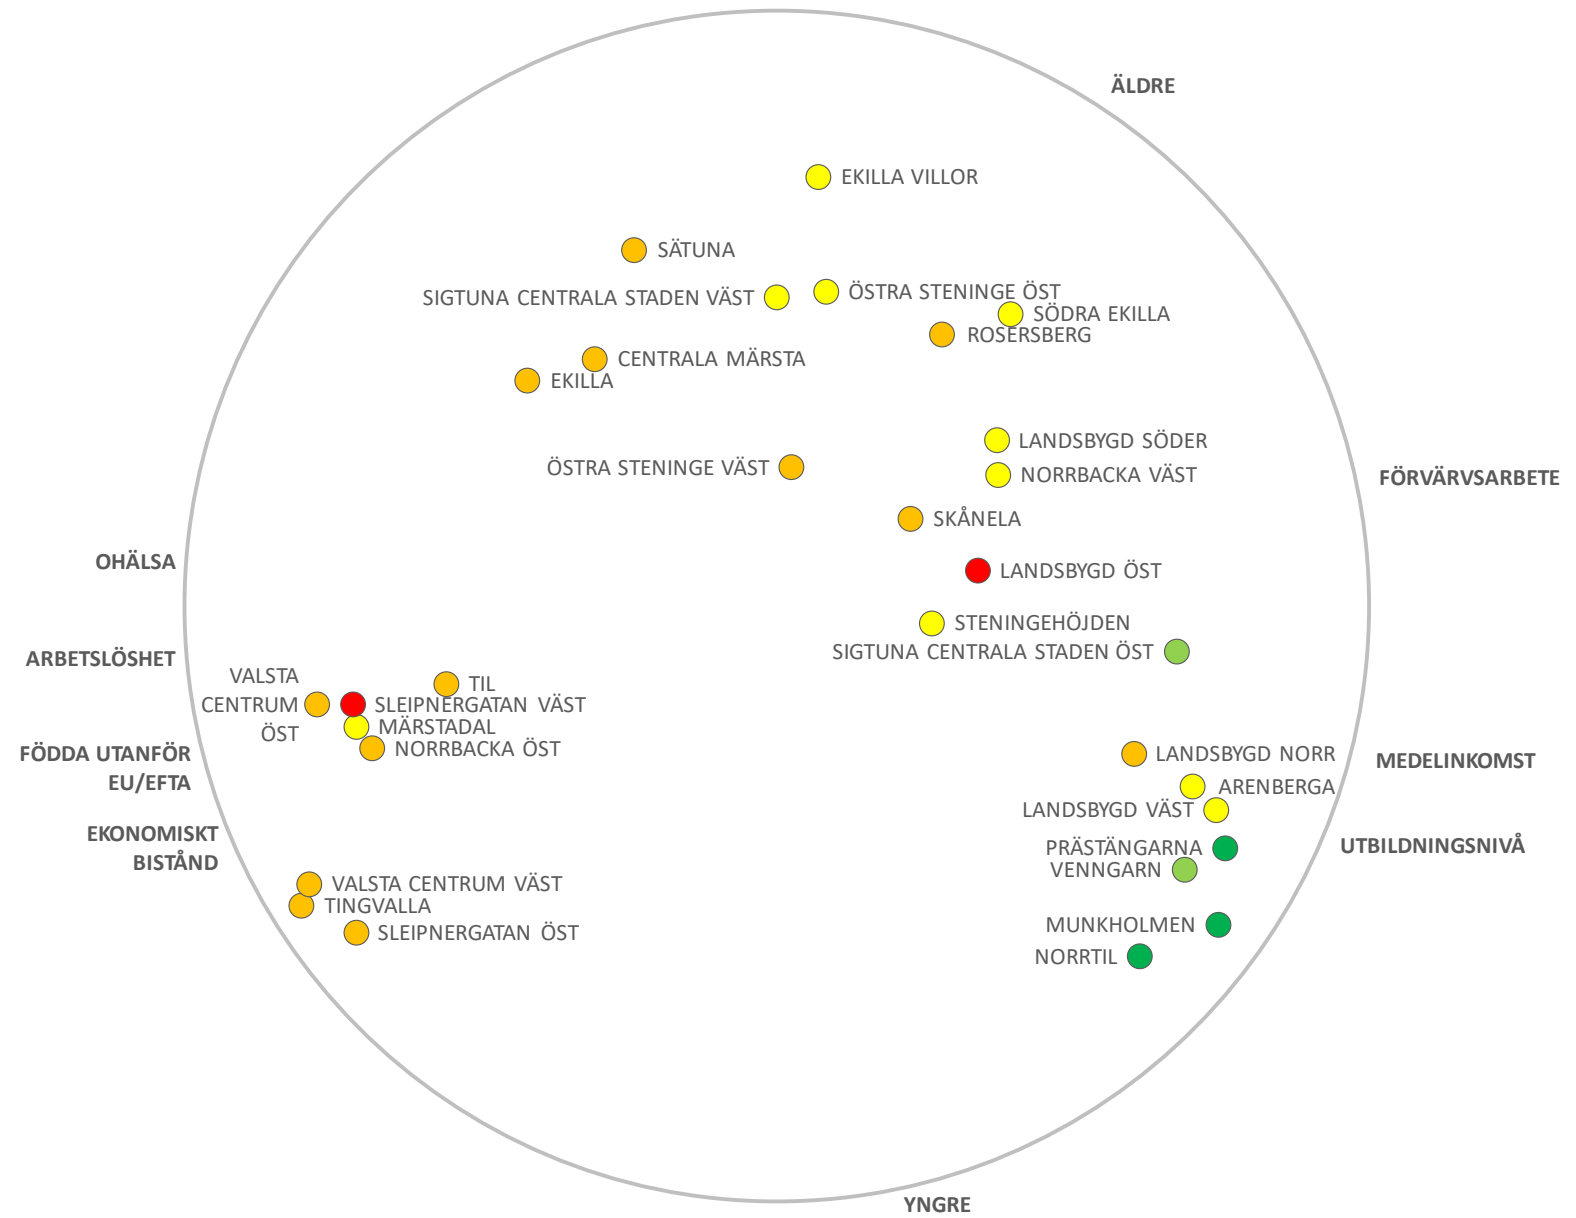 ÄLDRE
EKILLA VILLOR
SÄTUNA
SIGTUNA CENTRALA STADEN VÄST
ÖSTRA STENINGE ÖST
SÖDRA EKILLA
ROSERSBERG
CENTRALA MÄRSTA
EKILLA
LANDSBYGD SÖDER
ÖSTRA STENINGE VÄST
NORRBACKA VÄST
FÖRVÄRVSARBETE
SKÅNELA
OHÄLSA
LANDSBYGD ÖST
STENINGEHÖJDEN
SIGTUNA CENTRALA STADEN ÖST
ARBETSLÖSHET
VALSTA
CENTRUM
ÖST
TIL
SLEIPNERGATAN VÄST
MÄRSTADAL
NORRBACKA ÖST
FÖDDA UTANFÖR
EU/EFTA
LANDSBYGD NORR
MEDELINKOMST
ARENBERGA
LANDSBYGD VÄST
EKONOMISKT
BISTÅND
PRÄSTÄNGARNA
UTBILDNINGSNIVÅ
VENNGARN
VALSTA CENTRUM VÄST
TINGVALLA
SLEIPNERGATAN ÖST
MUNKHOLMEN
NORRTIL
YNGRE